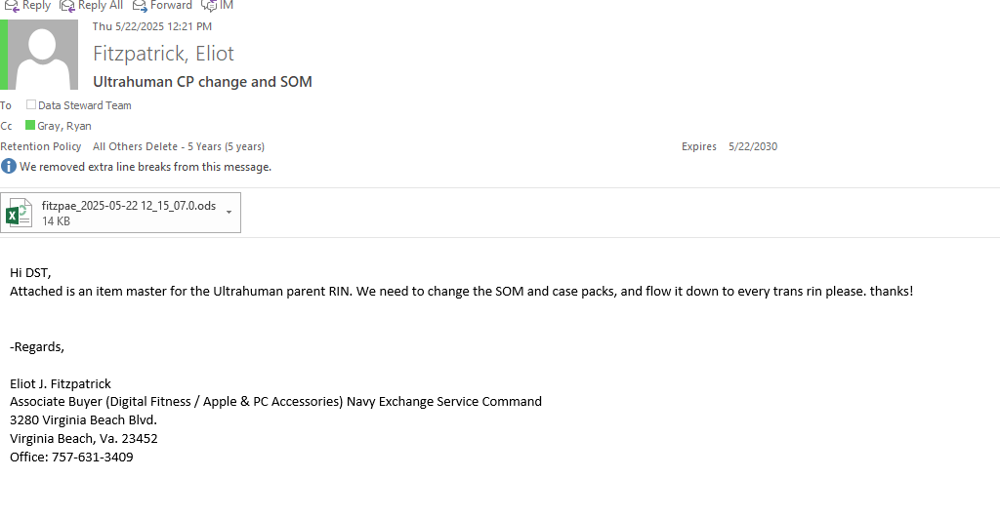 Reply Reply All Forward IM
Thu 5/22/2025 12:21 PM
Fitzpatrick, Eliot
Ultrahuman CP change and SOM
To Data Steward Team
Cc Gray, Ryan
Retention Policy All Others Delete - 5 Years (5 years) Expires 5/22/2030
We removed extra line breaks from this message.
fitzpae_2025-05-22 12_15_07.0.ods
14 KB
Hi DST,
Attached is an item master for the Ultrahuman parent RIN. We need to change the SOM and case packs, and flow it down to every trans rin please. thanks!
-Regards,
Eliot J. Fitzpatrick
Associate Buyer (Digital Fitness / Apple & PC Accessories) Navy Exchange Service Command
3280 Virginia Beach Blvd.
Virginia Beach, Va. 23452
Office: 757-631-3409